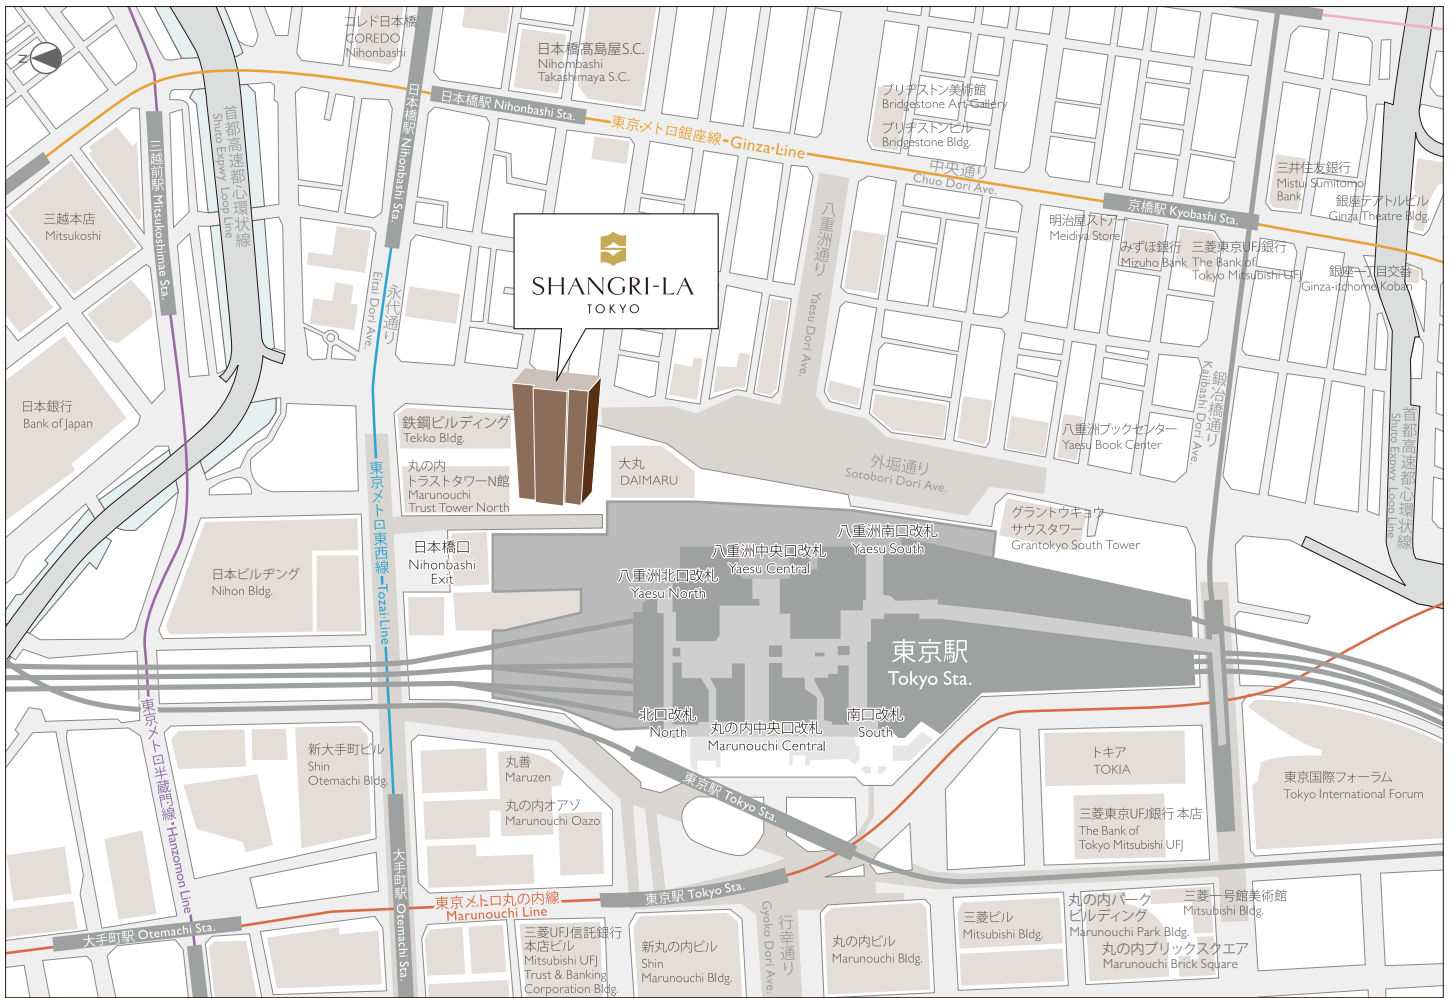 コレド日本橋
COREDO
Nihonbashi
日本橋髙島屋S.C.
Nihombashi
Takashimaya S.C.
N
日本橋駅 Nihonbashi Sta.
日本橋駅 Nihonbashi Sta.
東京メトロ銀座線 Ginza Line
ブリヂストン美術館
Bridgestone Art Gallery
ブリヂストンビル
Bridgestone Bldg.
中央通り
Chuo Dori Ave.
京橋駅 Kyobashi Sta.
三井住友銀行
Mistui Sumitomo
Bank
銀座テアトルビル
Ginza Theatre Bldg.
明治屋ストア
Meidiya Store
みずほ銀行
Mizuho Bank
三菱東京UFJ銀行
The Bank of
Tokyo Mitsubishi UFJ
銀座一丁目交番
Ginza-itchome Koban
首都高速都心環状線
Shuto Expwy Loop Line
三越前駅 Mitsukoshimae Sta.
三越本店
Mitsukoshi
永代通り
Eitai Dori Ave.
SHANGRI-LA
TOKYO
八重洲通り
Yaesu Dori Ave.
鍛冶橋通り
Kajibashi Dori Ave.
首都高速都心環状線
Shuto Expwy Loop Line
日本銀行
Bank of Japan
鉄鋼ビルディング
Tekko Bldg.
丸の内
トラストタワーN館
Marunouchi
Trust Tower North
大丸
DAIMARU
外堀通り
Sotobori Dori Ave.
八重洲ブックセンター
Yaesu Book Center
グラントウキョウ
サウスタワー
Grantokyo South Tower
東京メトロ東西線 Tozai Line
日本橋口
Nihonbashi
Exit
日本ビルヂング
Nihon Bldg.
八重洲北口改札
Yaesu North
八重洲中央口改札
Yaesu Central
八重洲南口改札
Yaesu South
東京駅
Tokyo Sta.
北口改札
North
丸の内中央口改札
Marunouchi Central
南口改札
South
東京メトロ半蔵門線 Hanzomon Line
新大手町ビル
Shin
Otemachi Bldg.
丸善
Maruzen
丸の内オアゾ
Marunouchi Oazo
東京駅 Tokyo Sta.
トキア
TOKIA
三菱東京UFJ銀行 本店
The Bank of
Tokyo Mitsubishi UFJ
東京国際フォーラム
Tokyo International Forum
大手町駅 Otemachi Sta.
東京メトロ丸の内線
Marunouchi Line
東京駅 Tokyo Sta.
大手町駅 Otemachi Sta.
三菱UFJ信託銀行
本店ビル
Mitsubishi UFJ
Trust & Banking
Corporation Bldg.
新丸の内ビル
Shin
Marunouchi Bldg.
行幸通り
Gyoko Dori Ave.
丸の内ビル
Marunouchi Bldg.
三菱ビル
Mitsubishi Bldg.
丸の内パーク
ビルディング
Marunouchi Park Bldg.
三菱一号館美術館
Mitsubishi Bldg.
丸の内ブリックスクエア
Marunouchi Brick Square